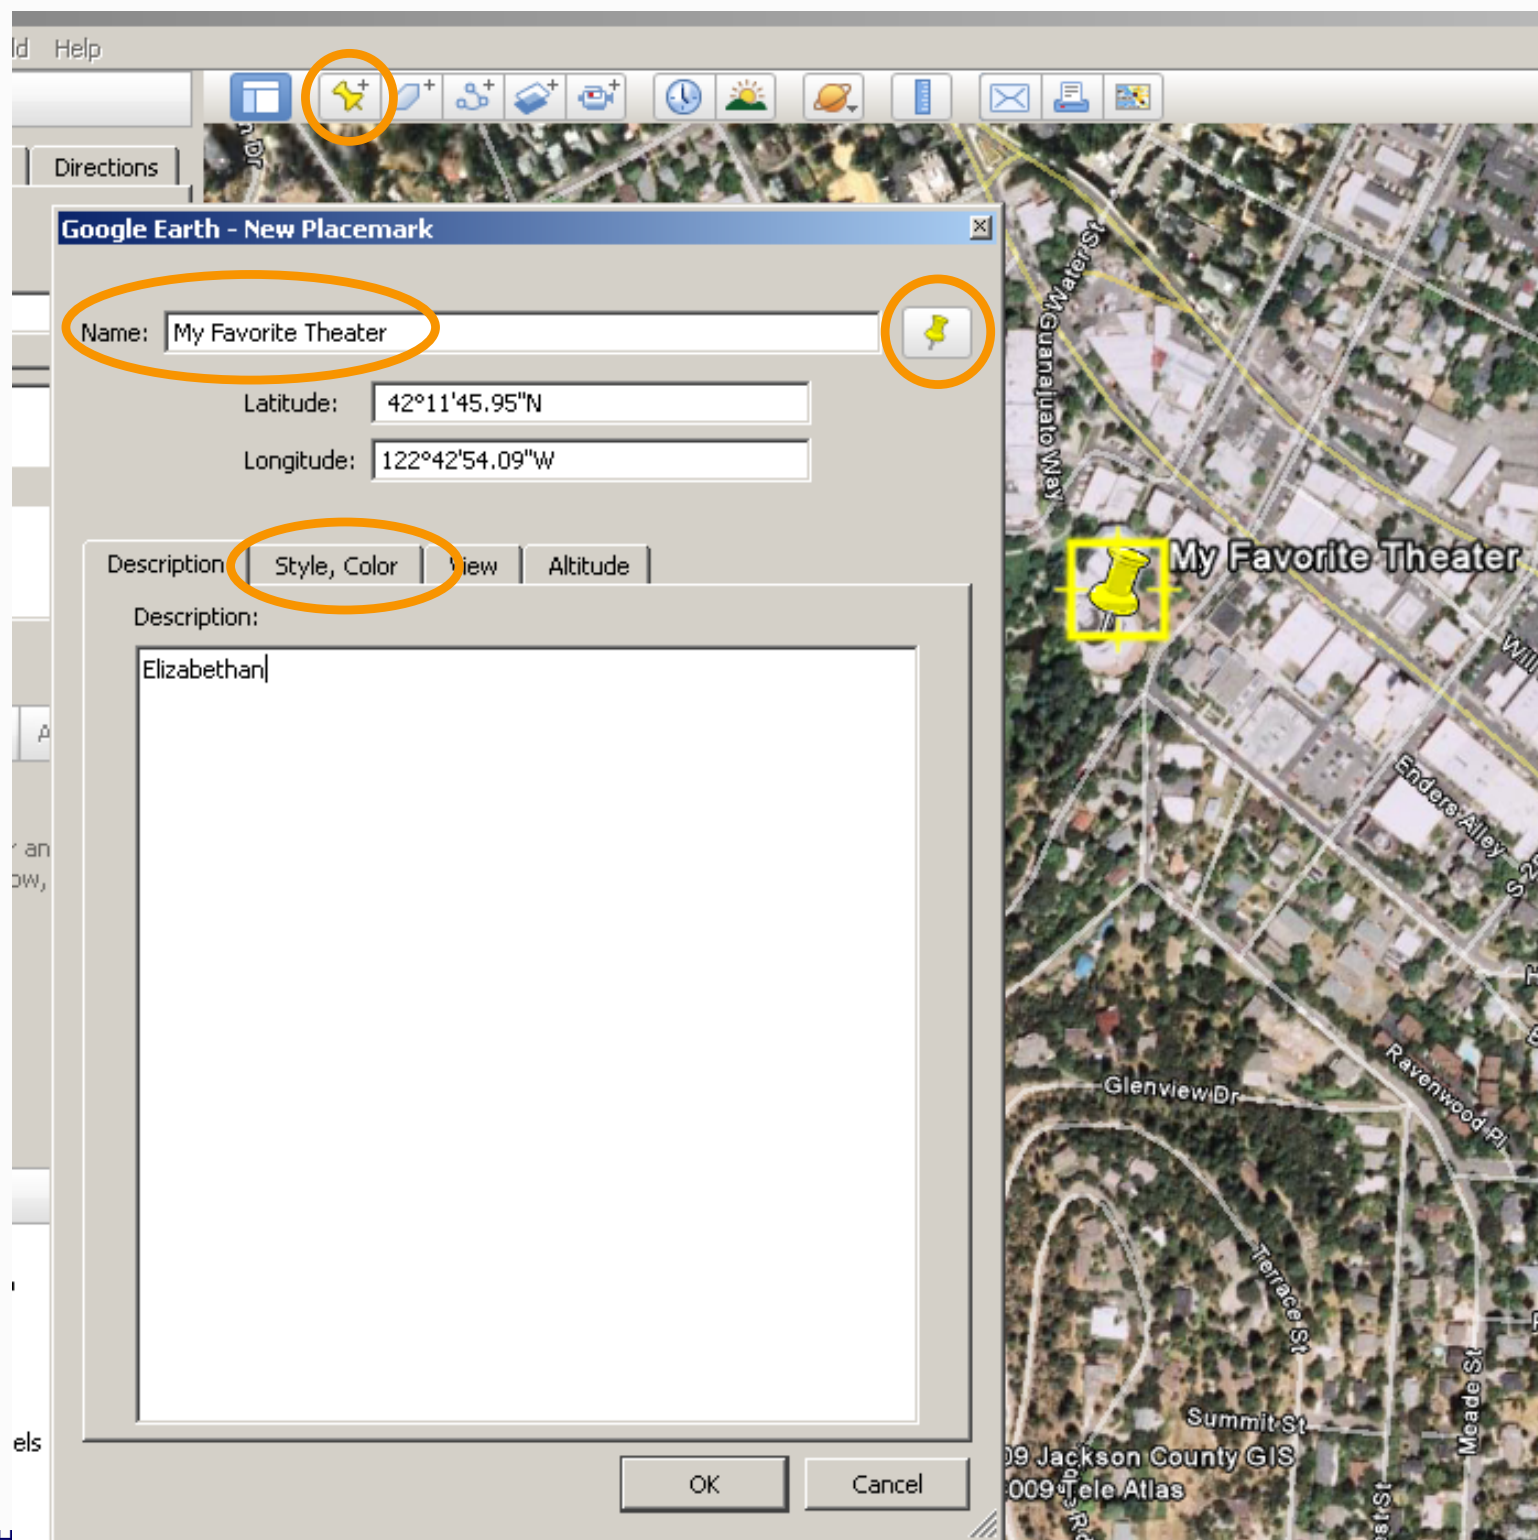 Help
Directions
Google Earth - New Placemark
Name: My Favorite Theater
Latitude: 42°11'45.95"N
Longitude: 122°42'54.09"W
Description Style, Color View Altitude
Description:
Elizabethan
OK Cancel
an
ow,
els
Water St
Guanajuato Way
My Favorite Theater
Enders Alley
Ravenwood Pl
Glenview Dr
Terrace St
Meade St
Summit St
09 Jackson County GIS
009 Tele Atlas